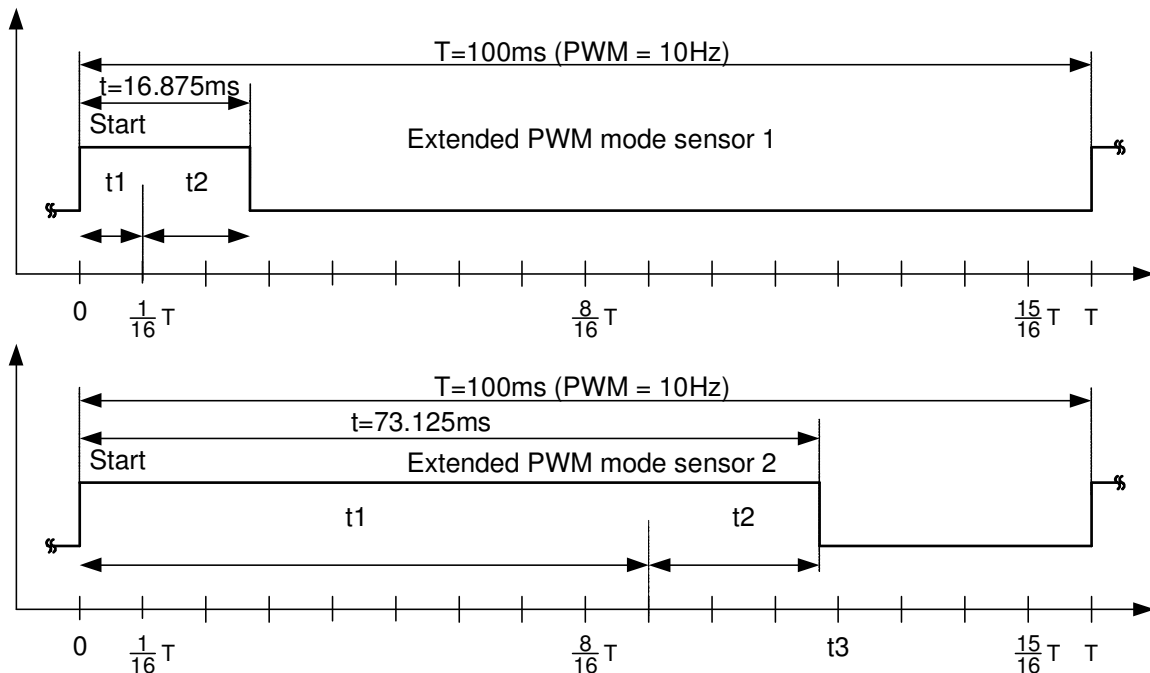 T=100ms (PWM = 10Hz)
t=16.875ms
Start
Extended PWM mode sensor 1
t1 t2
0 1/16 T 8/16 T 15/16 T T
T=100ms (PWM = 10Hz)
t=73.125ms
Start
Extended PWM mode sensor 2
t1 t2
0 1/16 T 8/16 T t3 15/16 T T